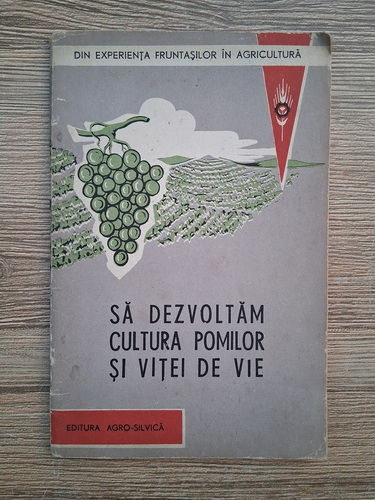 DIN EXPERIENȚA FRUNTAȘILOR ÎN AGRICULTURĂ
SĂ DEZVOLTĂM
CULTURA POMILOR
ȘI VIȚEI DE VIE
EDITURA AGRO-SILVICĂ